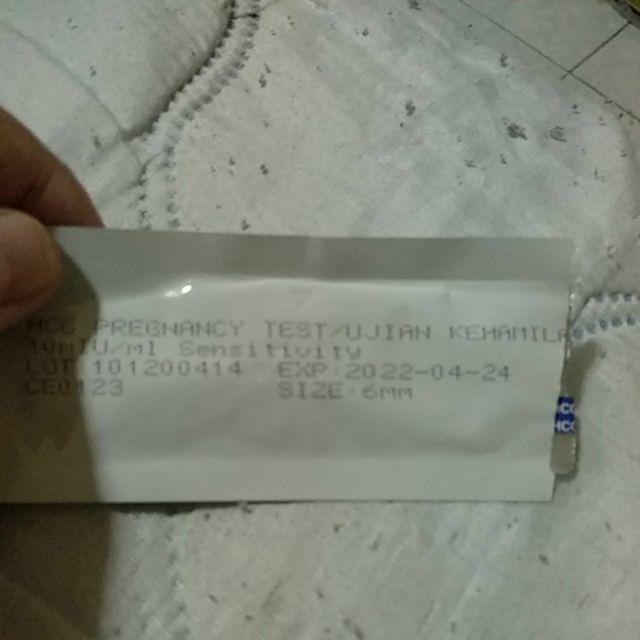 HCG PREGNANCY TEST/UJIAN KEHAMILA
10mIU/ml Sensitivity
LOT 101200414 EXP 2022-04-24
CE0123 SIZE 6mm